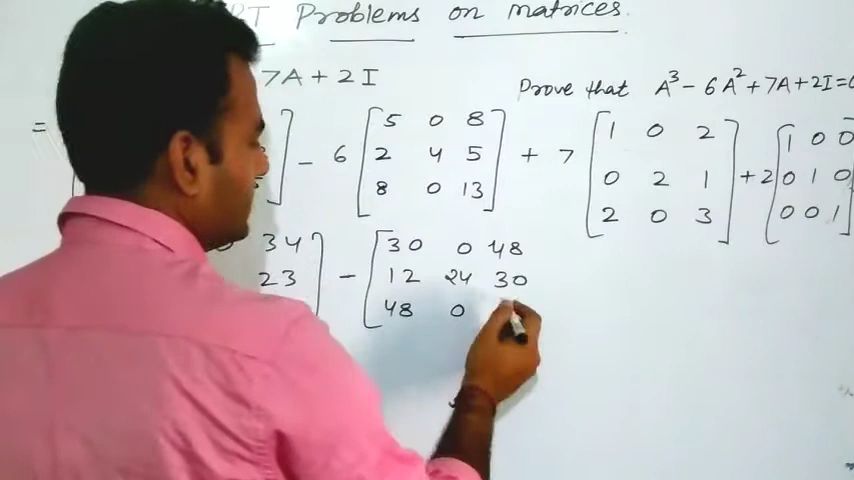 Problems on matrices.
7A + 2I
Prove that A³ - 6A² + 7A + 2I = 0
= ] - 6 [ 5 0 8 ] + 7 [ 1 0 2 ] + 2 [ 1 0 0
2 4 5 0 2 1 0 1 0
8 0 13 2 0 3 0 0 1
34 ] - [ 30 0 48
23 12 24 30
48 0